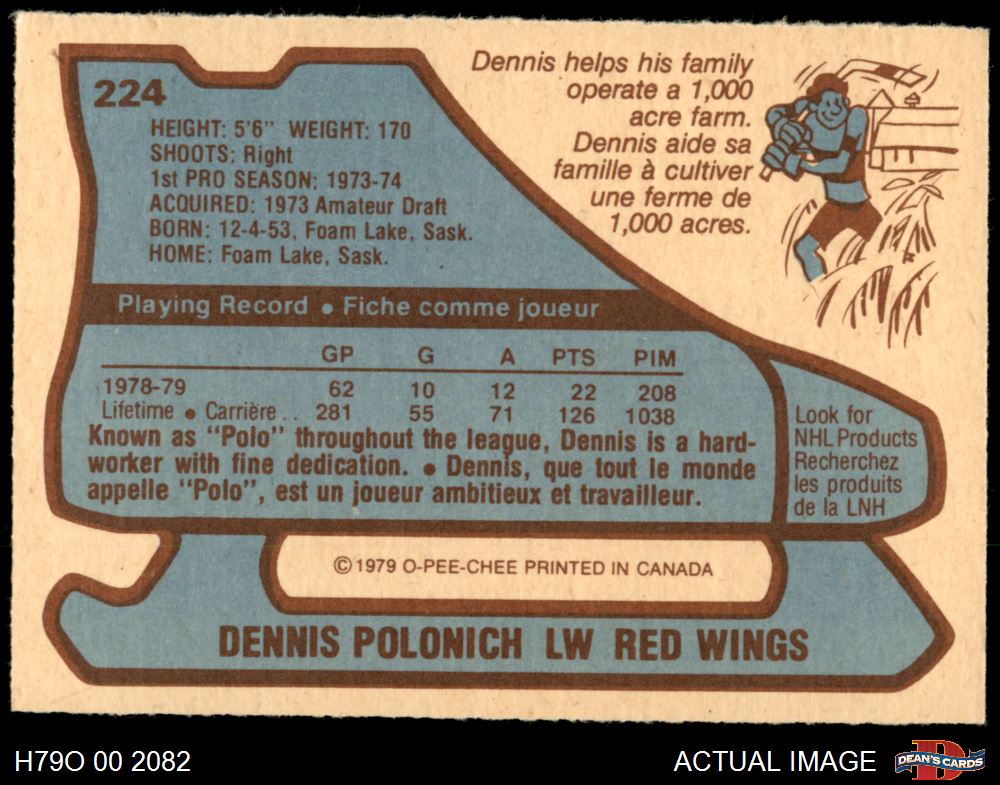 224
HEIGHT: 5'6" WEIGHT: 170
SHOOTS: Right
1st PRO SEASON: 1973-74
ACQUIRED: 1973 Amateur Draft
BORN: 12-4-53, Foam Lake, Sask.
HOME: Foam Lake, Sask.
Dennis helps his family
operate a 1,000
acre farm.
Dennis aide sa
famille à cultiver
une ferme de
1,000 acres.
Playing Record • Fiche comme joueur
GP G A PTS PIM
1978-79 62 10 12 22 208
Lifetime • Carrière . . 281 55 71 126 1038
Known as "Polo" throughout the league, Dennis is a hard-
worker with fine dedication. • Dennis, que tout le monde
appelle "Polo", est un joueur ambitieux et travailleur.
Look for
NHL Products
Recherchez
les produits
de la LNH
© 1979 O-PEE-CHEE PRINTED IN CANADA
DENNIS POLONICH LW RED WINGS
H79O 00 2082
ACTUAL IMAGE
D
DEAN'S CARDS